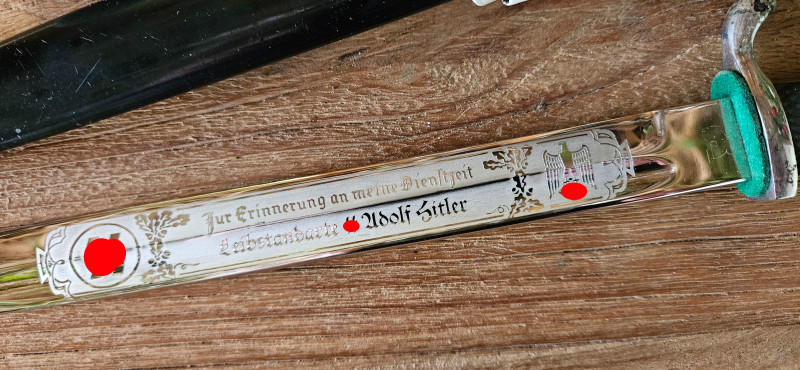 Zur Erinnerung an meine Dienstzeit
Leibstandarte Adolf Hitler